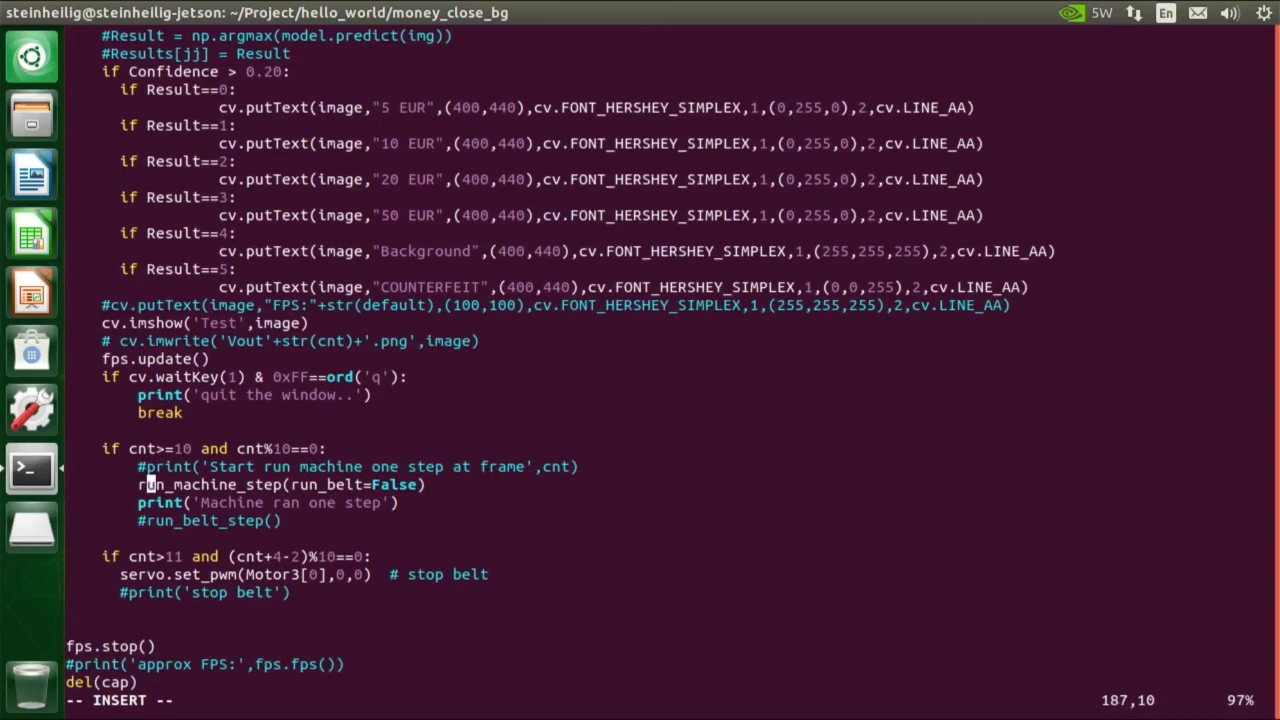 steinheilig@steinheilig-jetson: ~/Project/hello_world/money_close_bg
5W
En
#Result = np.argmax(model.predict(img))
#Results[jj] = Result
if Confidence > 0.20:
if Result==0:
cv.putText(image,"5 EUR",(400,440),cv.FONT_HERSHEY_SIMPLEX,1,(0,255,0),2,cv.LINE_AA)
if Result==1:
cv.putText(image,"10 EUR",(400,440),cv.FONT_HERSHEY_SIMPLEX,1,(0,255,0),2,cv.LINE_AA)
if Result==2:
cv.putText(image,"20 EUR",(400,440),cv.FONT_HERSHEY_SIMPLEX,1,(0,255,0),2,cv.LINE_AA)
if Result==3:
cv.putText(image,"50 EUR",(400,440),cv.FONT_HERSHEY_SIMPLEX,1,(0,255,0),2,cv.LINE_AA)
if Result==4:
cv.putText(image,"Background",(400,440),cv.FONT_HERSHEY_SIMPLEX,1,(255,255,255),2,cv.LINE_AA)
if Result==5:
cv.putText(image,"COUNTERFEIT",(400,440),cv.FONT_HERSHEY_SIMPLEX,1,(0,0,255),2,cv.LINE_AA)
#cv.putText(image,"FPS:"+str(default),(100,100),cv.FONT_HERSHEY_SIMPLEX,1,(255,255,255),2,cv.LINE_AA)
cv.imshow('Test',image)
# cv.imwrite('Vout'+str(cnt)+'.png',image)
fps.update()
if cv.waitKey(1) & 0xFF==ord('q'):
print('quit the window..')
break
if cnt>=10 and cnt%10==0:
#print('Start run machine one step at frame',cnt)
run_machine_step(run_belt=False)
print('Machine ran one step')
#run_belt_step()
if cnt>11 and (cnt+4-2)%10==0:
servo.set_pwm(Motor3[0],0,0)  # stop belt
#print('stop belt')
fps.stop()
#print('approx FPS:',fps.fps())
del(cap)
-- INSERT --
187,10
97%